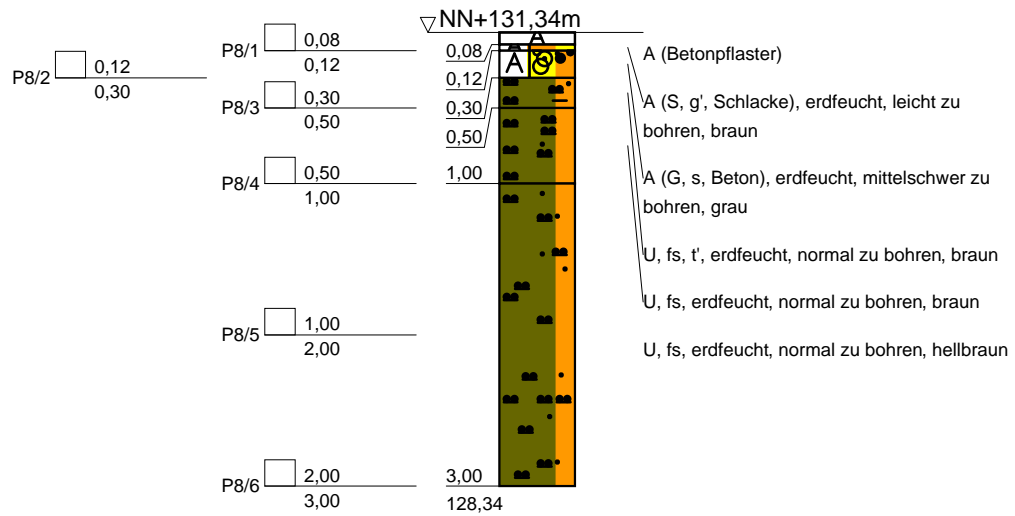 NN+131,34m
P8/1
0,08
0,12
P8/2
0,12
0,30
P8/3
0,30
0,50
P8/4
0,50
1,00
P8/5
1,00
2,00
P8/6
2,00
3,00
0,08
0,12
0,30
0,50
1,00
3,00
128,34
A
A
A
A (Betonpflaster)
A (S, g', Schlacke), erdfeucht, leicht zu
bohren, braun
A (G, s, Beton), erdfeucht, mittelschwer zu
bohren, grau
U, fs, t', erdfeucht, normal zu bohren, braun
U, fs, erdfeucht, normal zu bohren, braun
U, fs, erdfeucht, normal zu bohren, hellbraun